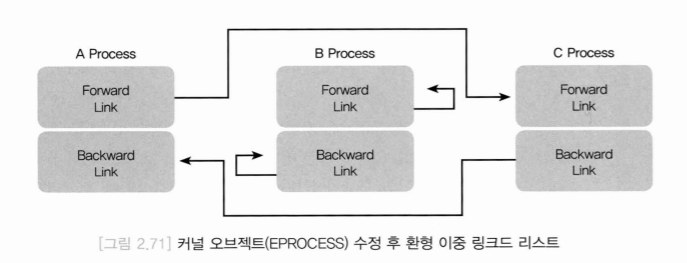 A Process
B Process
C Process
Forward
Link
Forward
Link
Forward
Link
Backward
Link
Backward
Link
Backward
Link
[그림 2.71] 커널 오브젝트(EPROCESS) 수정 후 환형 이중 링크드 리스트